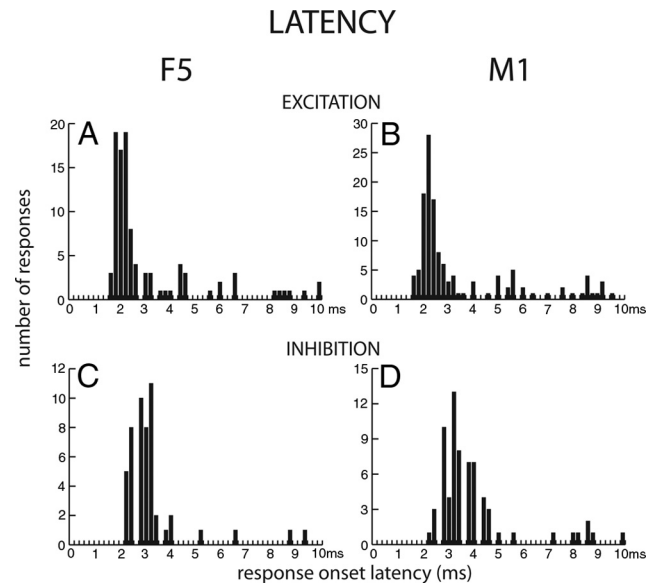 LATENCY
F5 M1
EXCITATION
A B
20 30
25
15 20
10 15
10
5 5
0 0
0 1 2 3 4 5 6 7 8 9 10 ms 0 1 2 3 4 5 6 7 8 9 10ms
number of responses
INHIBITION
C D
12 15
10 12
8 9
6 6
4 3
2
0 0
0 1 2 3 4 5 6 7 8 9 10ms 0 1 2 3 4 5 6 7 8 9 10ms
response onset latency (ms)